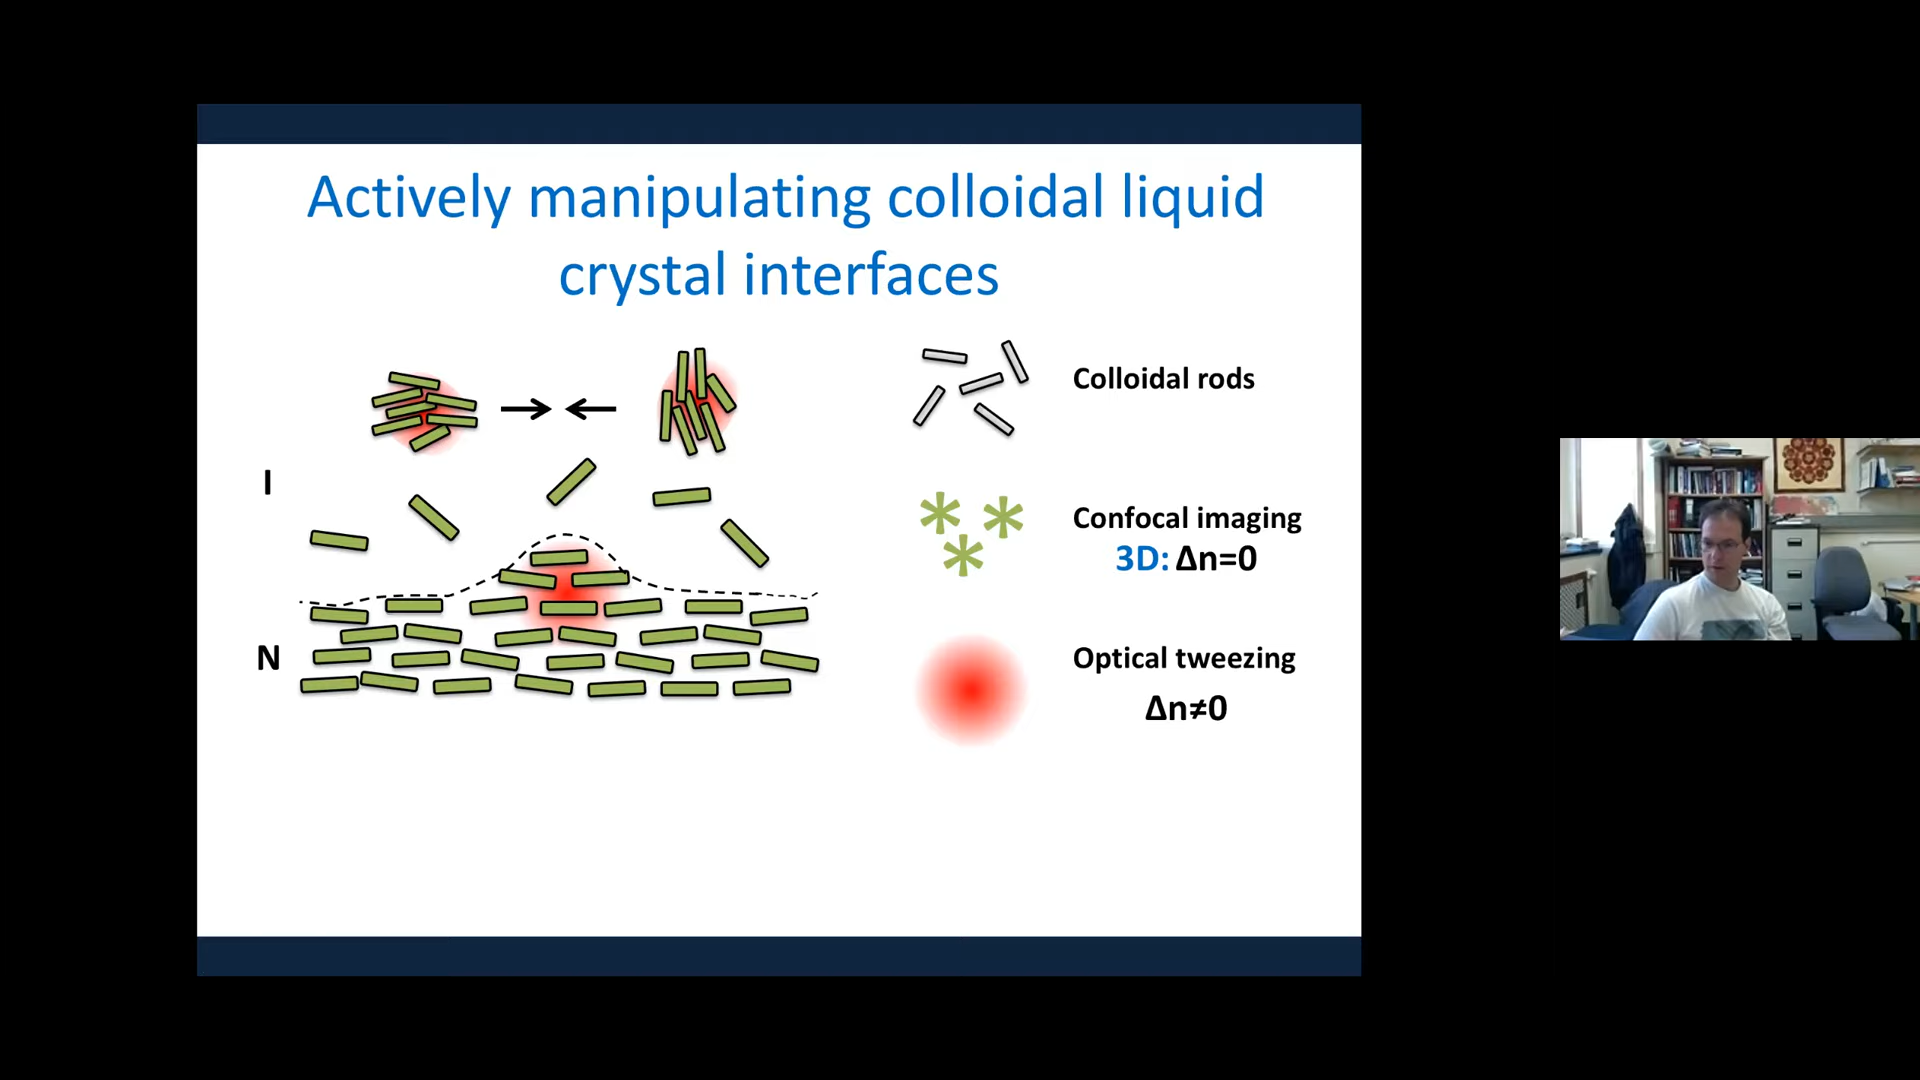 Actively manipulating colloidal liquid
crystal interfaces
I
N
Colloidal rods
Confocal imaging
3D: Δn=0
Optical tweezing
Δn≠0